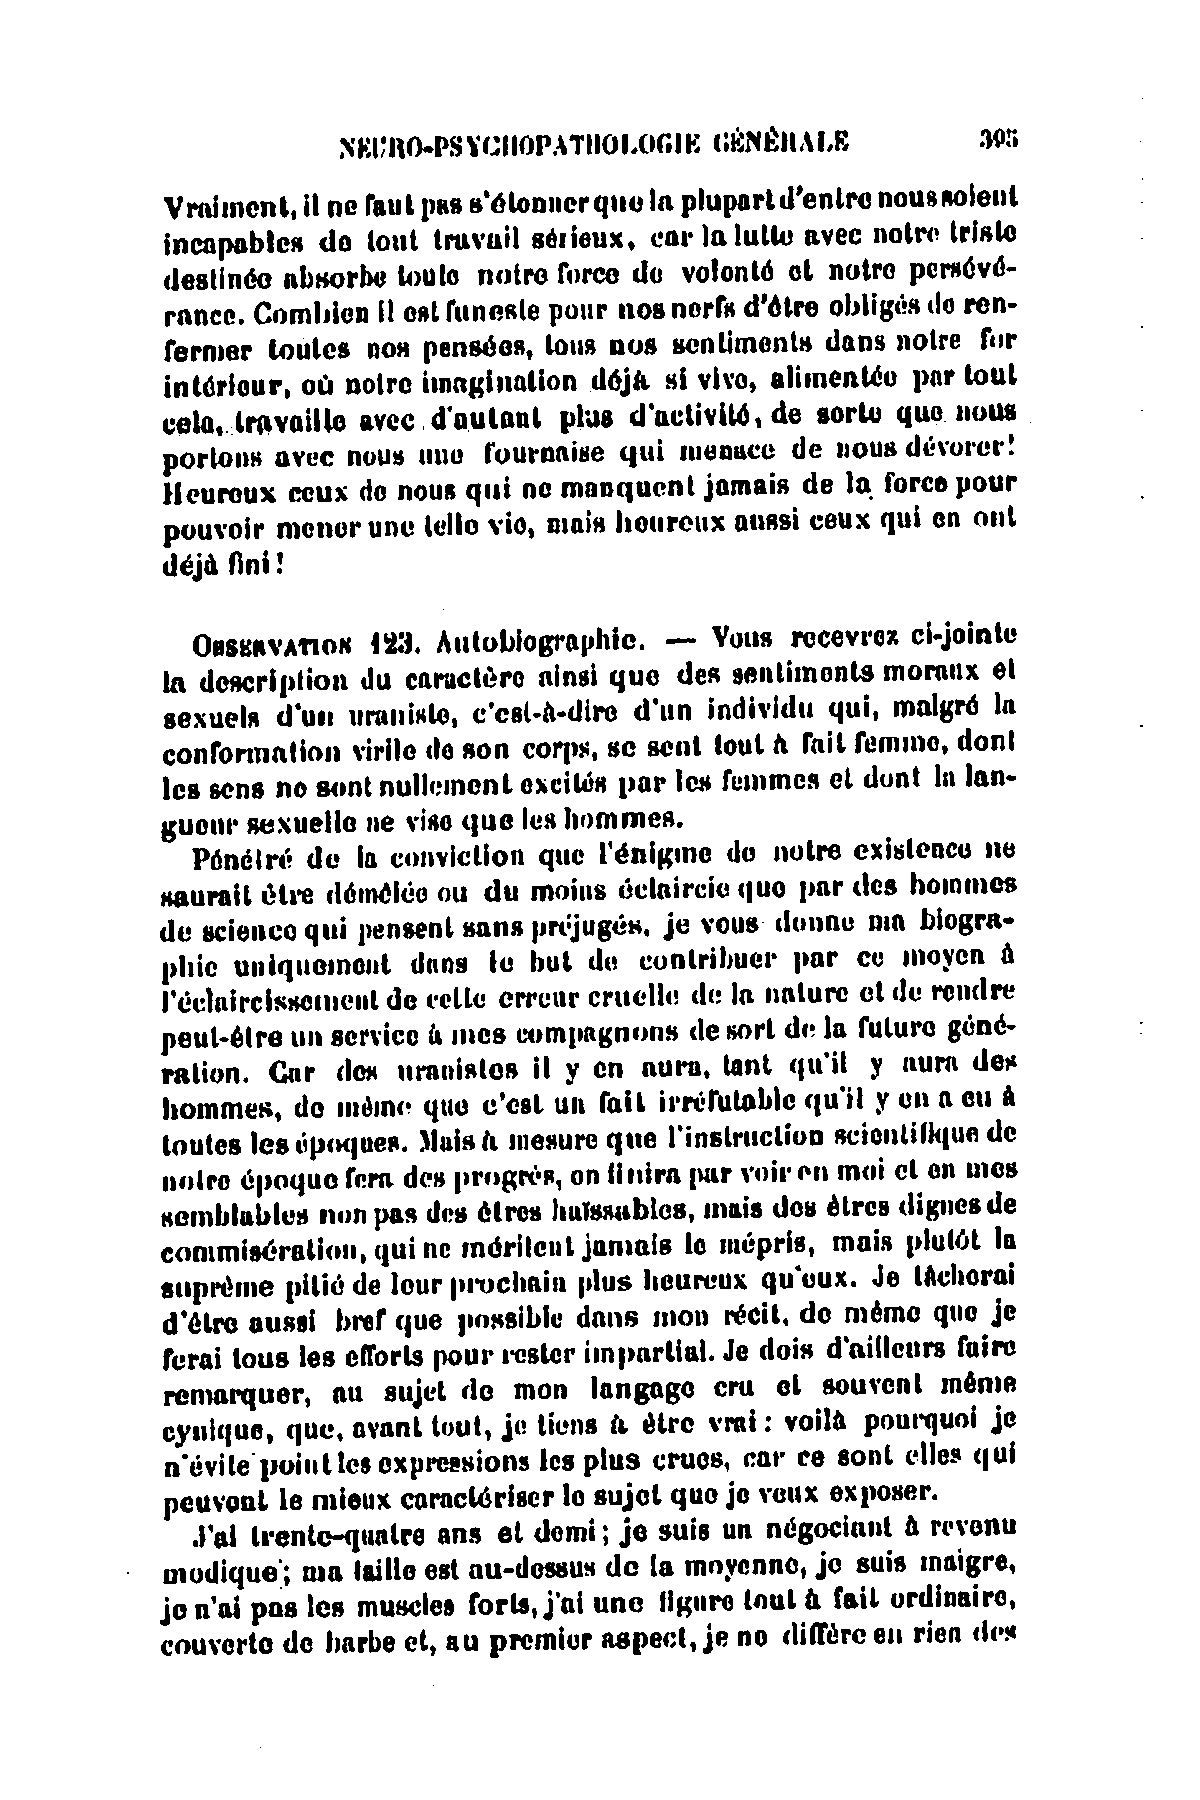 NEURO-PSYCHOPATHOLOGIE GÉNÉRALE 395
Vraiment, il ne faut pas s'étonner que la plupart d'entre nous soient
incapables de tout travail sérieux, car la lutte avec notre triste
destinée absorbe toute notre force de volonté et notre persévé-
rance. Combien il est funeste pour nos nerfs d'être obligés de ren-
fermer toutes nos pensées, tous nos sentiments dans notre for
intérieur, où notre imagination déjà si vive, alimentée par tout
cela, travaille avec d'autant plus d'activité, de sorte que nous
portons avec nous une fournaise qui menace de nous dévorer!
Heureux ceux de nous qui ne manquent jamais de la force pour
pouvoir mener une telle vie, mais heureux aussi ceux qui en ont
déjà fini!
OBSERVATION 123. Autobiographie. — Vous recevrez ci-jointe
la description du caractère ainsi que des sentiments moraux et
sexuels d'un uraniste, c'est-à-dire d'un individu qui, malgré la
conformation virile de son corps, se sent tout à fait femme, dont
les sens ne sont nullement excités par les femmes et dont la lan-
gueur sexuelle ne vise que les hommes.
Pénétré de la conviction que l'énigme de notre existence ne
saurait être démêlée ou du moins éclaircie que par des hommes
de science qui pensent sans préjugés, je vous donne ma biogra-
phie uniquement dans le but de contribuer par ce moyen à
l'éclaircissement de cette erreur cruelle de la nature et de rendre
peut-être un service à mes compagnons de sort de la future géné-
ration. Car des uranistes il y en aura, tant qu'il y aura des
hommes, de même que c'est un fait irréfutable qu'il y en a eu à
toutes les époques. Mais à mesure que l'instruction scientifique de
notre époque fera des progrès, on finira par voir en moi et en mes
semblables non pas des êtres haïssables, mais des êtres dignes de
commisération, qui ne méritent jamais le mépris, mais plutôt la
suprême pitié de leur prochain plus heureux qu'eux. Je tâcherai
d'être aussi bref que possible dans mon récit, de même que je
ferai tous les efforts pour rester impartial. Je dois d'ailleurs faire
remarquer, au sujet de mon langage cru et souvent même
cynique, que, avant tout, je tiens à être vrai : voilà pourquoi je
n'évite point les expressions les plus crues, car ce sont elles qui
peuvent le mieux caractériser le sujet que je veux exposer.
J'ai trente-quatre ans et demi; je suis un négociant à revenu
modique; ma taille est au-dessus de la moyenne, je suis maigre,
je n'ai pas les muscles forts, j'ai une figure tout à fait ordinaire,
couverte de barbe et, au premier aspect, je ne diffère en rien des